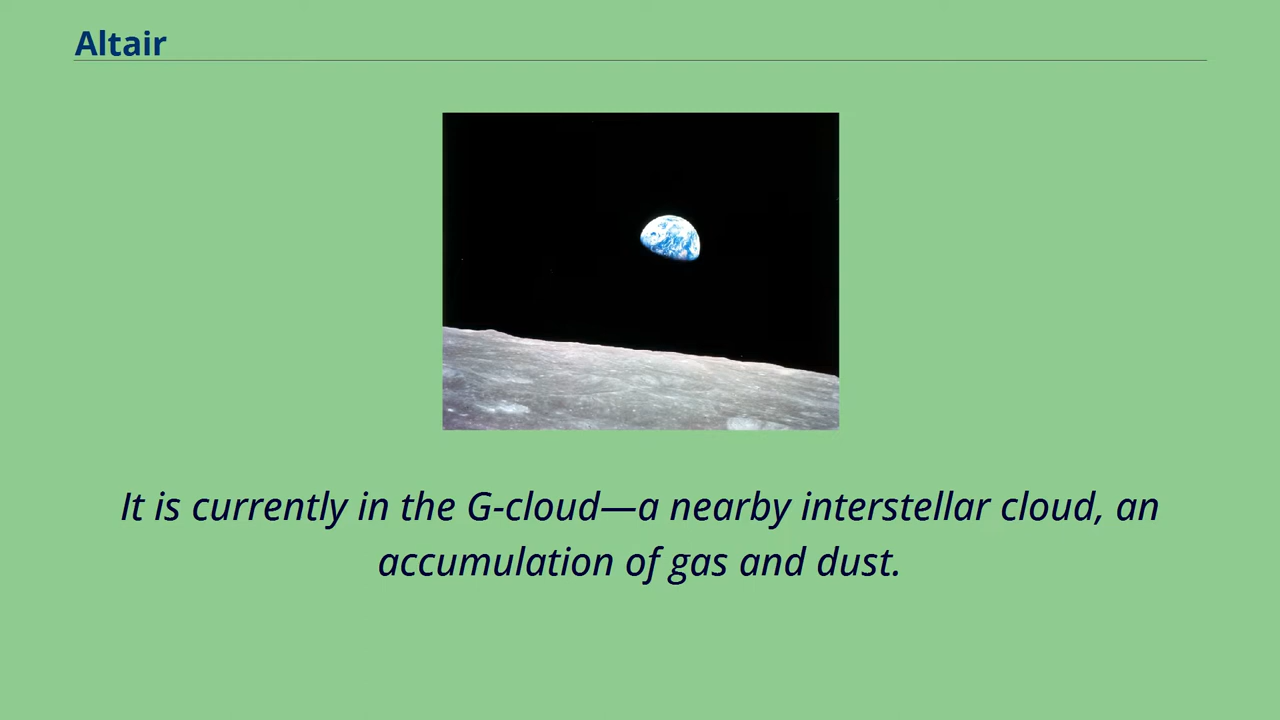 Altair
It is currently in the G-cloud—a nearby interstellar cloud, an
accumulation of gas and dust.